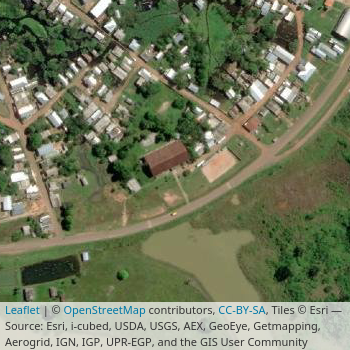 Leaflet | © OpenStreetMap contributors, CC-BY-SA, Tiles © Esri —
Source: Esri, i-cubed, USDA, USGS, AEX, GeoEye, Getmapping,
Aerogrid, IGN, IGP, UPR-EGP, and the GIS User Community